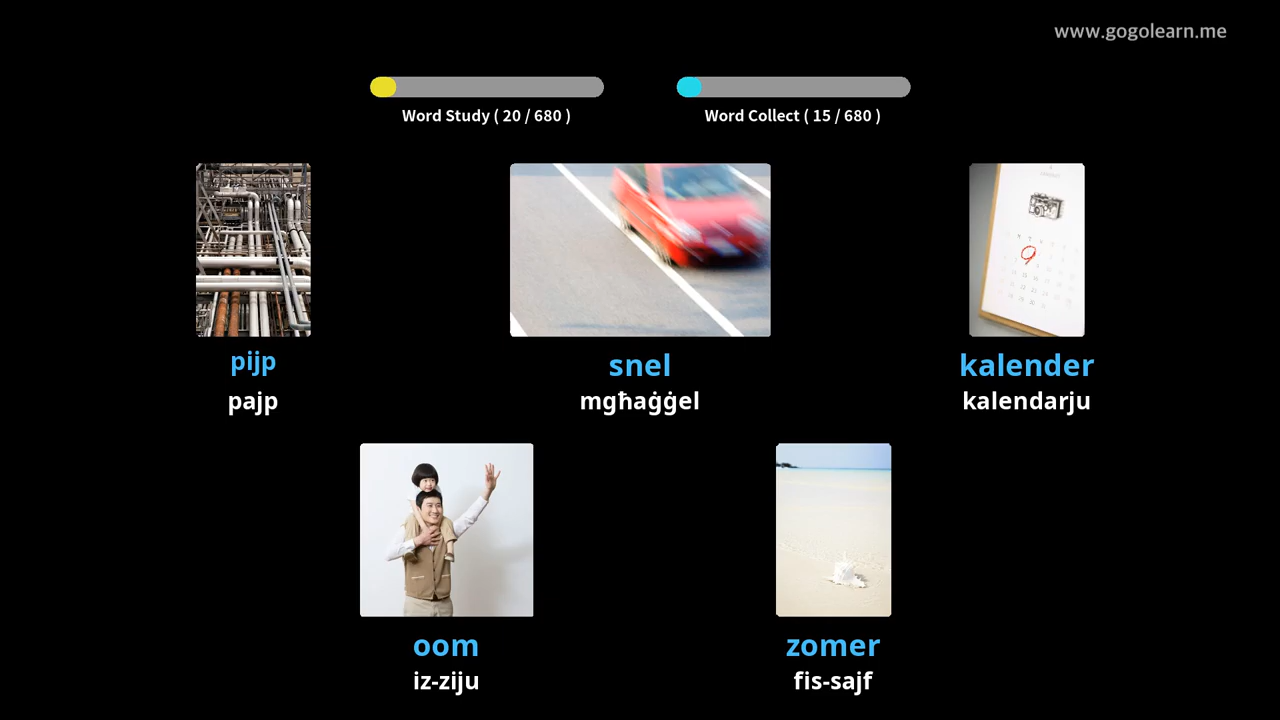 www.gogolearn.me
Word Study ( 20 / 680 )
Word Collect ( 15 / 680 )
pijp
pajp
snel
mgħaġġel
kalender
kalendarju
oom
iz-ziju
zomer
fis-sajf